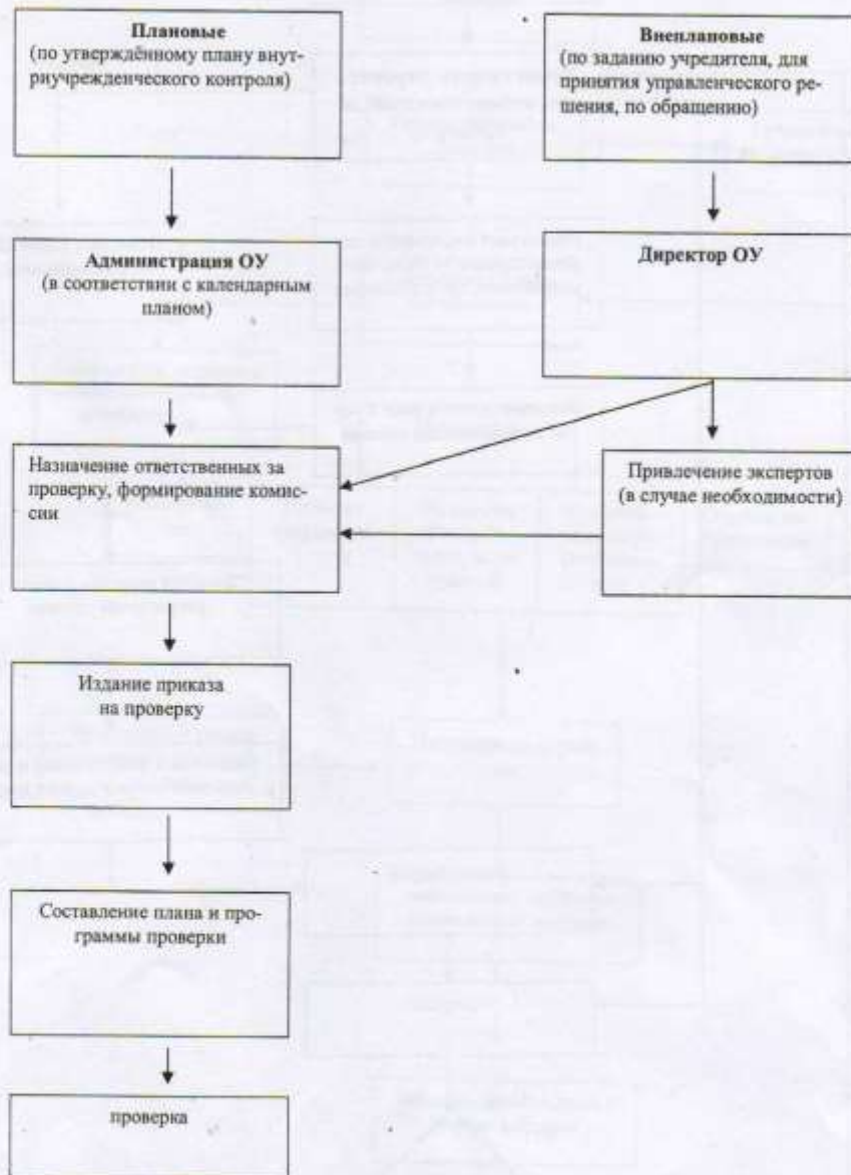 Плановые
(по утверждённому плану внут-
риучрежденческого контроля)
Внеплановые
(по заданию учредителя, для
принятия управленческого ре-
шения, по обращению)
Администрация ОУ
(в соответствии с календарным
планом)
Директор ОУ
Назначение ответственных за
проверку, формирование комис-
сии
Привлечение экспертов
(в случае необходимости)
Издание приказа
на проверку
Составление плана и про-
граммы проверки
проверка